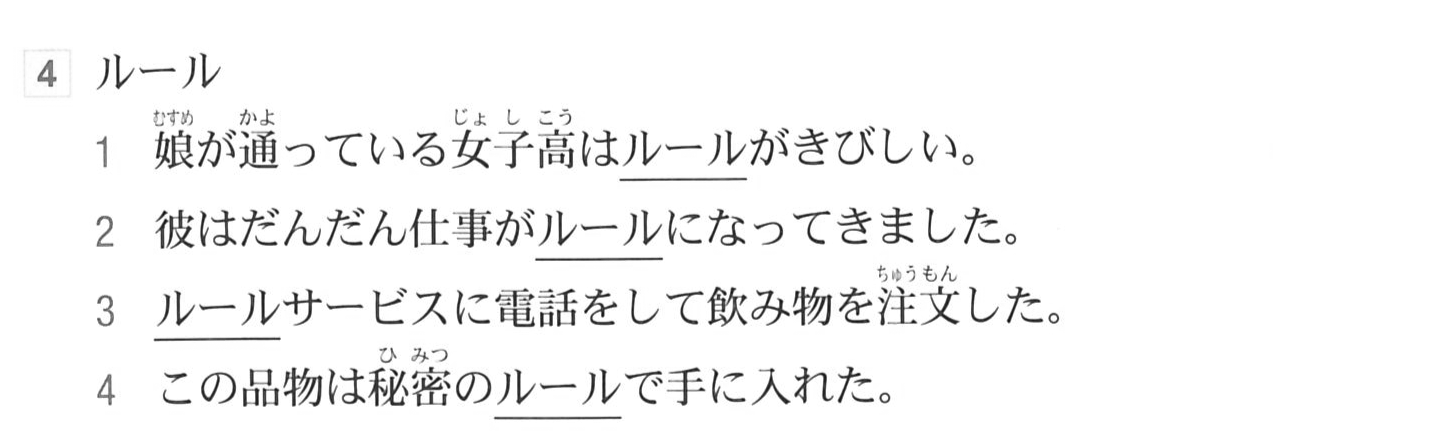 4 ルール
むすめ かよ じょ し こう
1 娘が通っている女子高はルールがきびしい。
2 彼はだんだん仕事がルールになってきました。
ちゅうもん
3 ルールサービスに電話をして飲み物を注文した。
ひ みつ
4 この品物は秘密のルールで手に入れた。